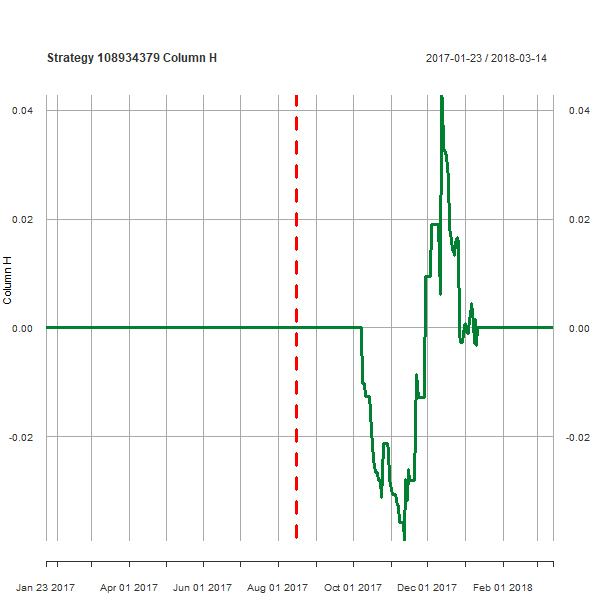 Strategy 108934379 Column H 2017-01-23 / 2018-03-14
0.04 0.04
0.02 0.02
0.00 0.00
-0.02 -0.02
Column H
Jan 23 2017 Apr 01 2017 Jun 01 2017 Aug 01 2017 Oct 01 2017 Dec 01 2017 Feb 01 2018